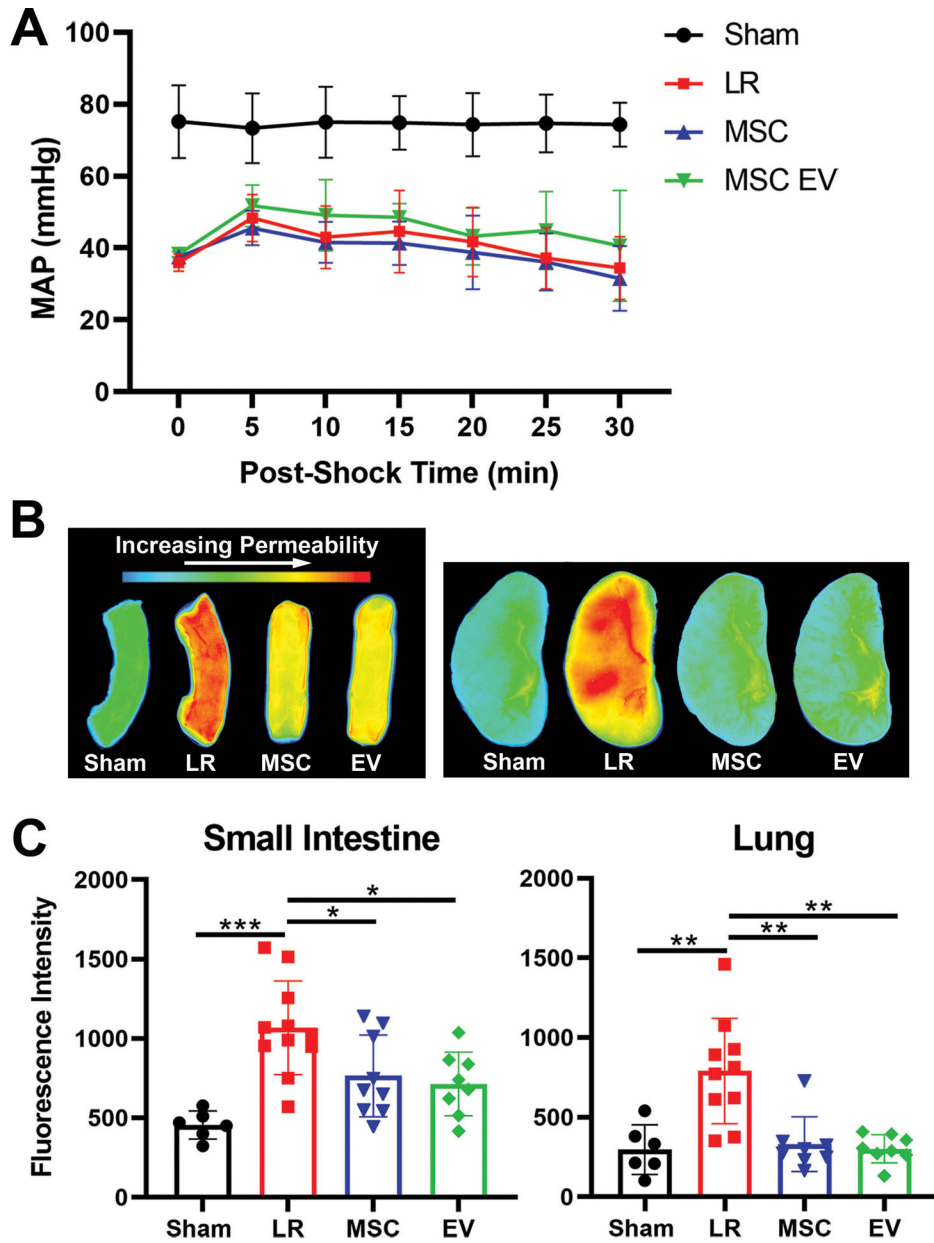 A
100
80
60
40
20
0
MAP (mmHg)
0 5 10 15 20 25 30
Post-Shock Time (min)
Sham
LR
MSC
MSC EV
B
Increasing Permeability
Sham LR MSC EV
Sham LR MSC EV
C
Small Intestine
Fluorescence Intensity
2000
1500
1000
500
0
***
*
*
Sham LR MSC EV
Lung
2000
1500
1000
500
0
**
**
**
Sham LR MSC EV